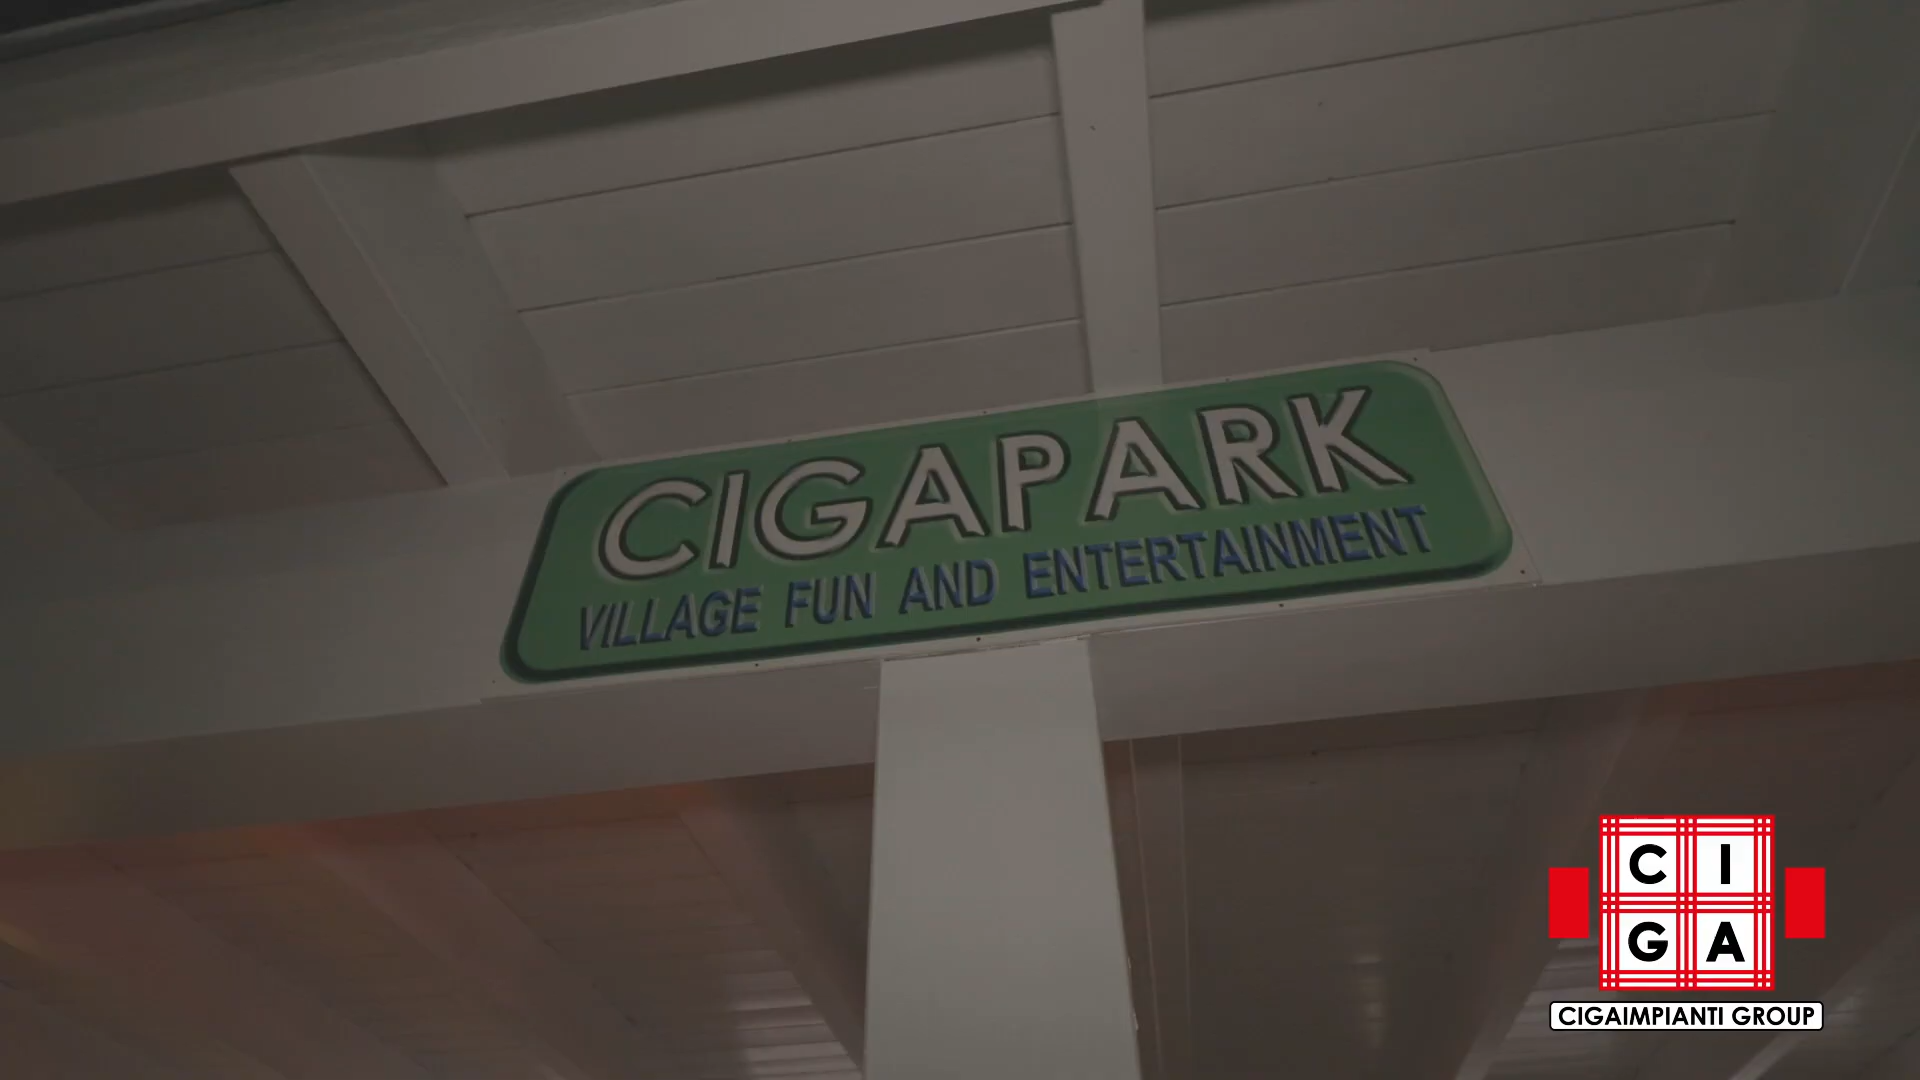 CIGAPARK
VILLAGE FUN AND ENTERTAINMENT
C I
G A
CIGAIMPIANTI GROUP